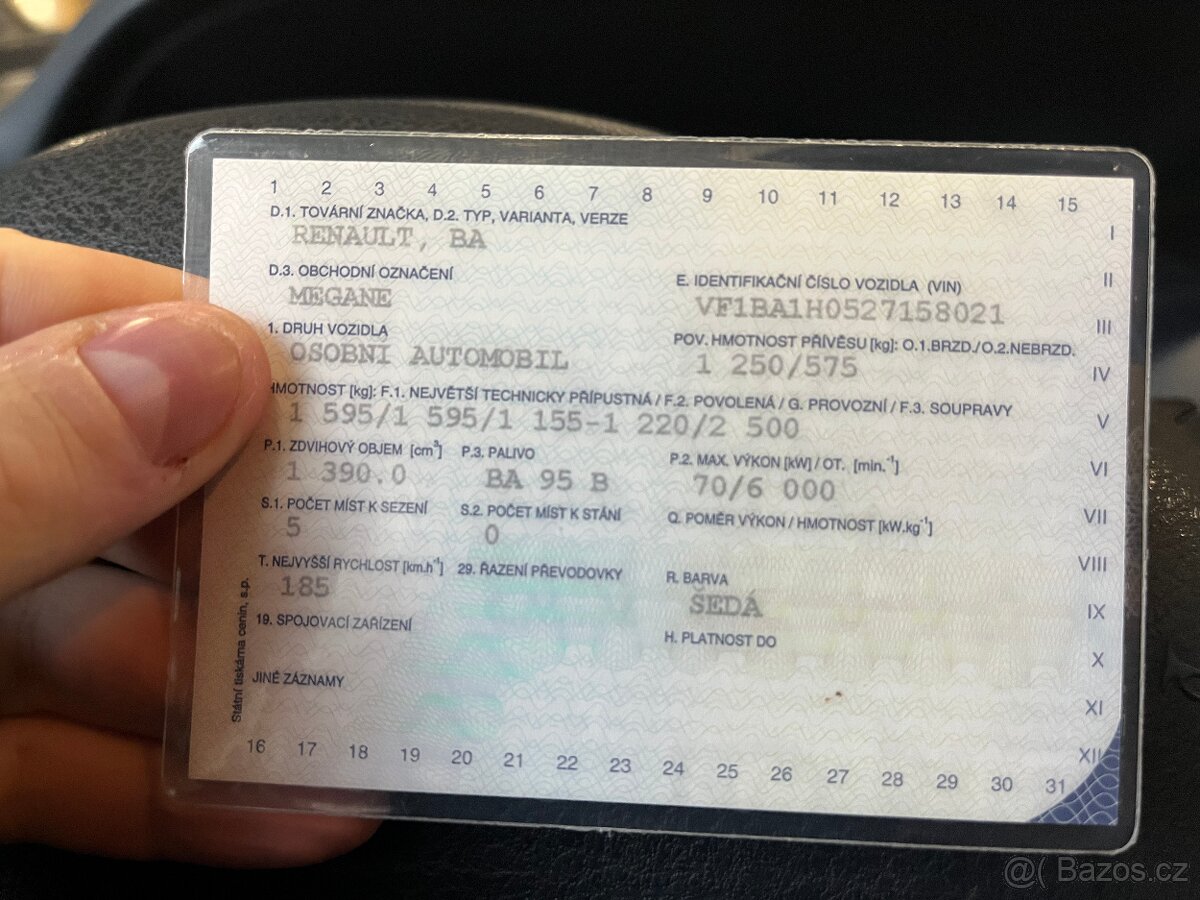 1 2 3 4 5 6 7 8 9 10 11 12 13 14 15
D.1. TOVÁRNÍ ZNAČKA, D.2. TYP, VARIANTA, VERZE
I
RENAULT, BA
D.3. OBCHODNÍ OZNAČENÍ
E. IDENTIFIKAČNÍ ČÍSLO VOZIDLA (VIN)
II
MEGANE
VF1BA1H0527158021
III
1. DRUH VOZIDLA
POV. HMOTNOST PŘÍVĚSU [kg]: O.1.BRZD./O.2.NEBRZD.
OSOBNÍ AUTOMOBIL
1 250/575
IV
HMOTNOST [kg]: F.1. NEJVĚTŠÍ TECHNICKY PŘÍPUSTNÁ / F.2. POVOLENÁ / G. PROVOZNÍ / F.3. SOUPRAVY
1 595/1 595/1 155-1 220/2 500
V
P.1. ZDVIHOVÝ OBJEM [cm³]
P.3. PALIVO
P.2. MAX. VÝKON [kW] / OT. [min.⁻¹]
VI
1 390.0
BA 95 B
70/6 000
S.1. POČET MÍST K SEZENÍ
S.2. POČET MÍST K STÁNÍ
Q. POMĚR VÝKON / HMOTNOST [kW.kg⁻¹]
VII
5
0
T. NEJVYŠŠÍ RYCHLOST [km.h⁻¹]
29. ŘAZENÍ PŘEVODOVKY
R. BARVA
VIII
185
ŠEDÁ
IX
19. SPOJOVACÍ ZAŘÍZENÍ
H. PLATNOST DO
X
JINÉ ZÁZNAMY
XI
XII
Státní tiskárna cenin, s.p.
16 17 18 19 20 21 22 23 24 25 26 27 28 29 30 31
@( Bazos.cz